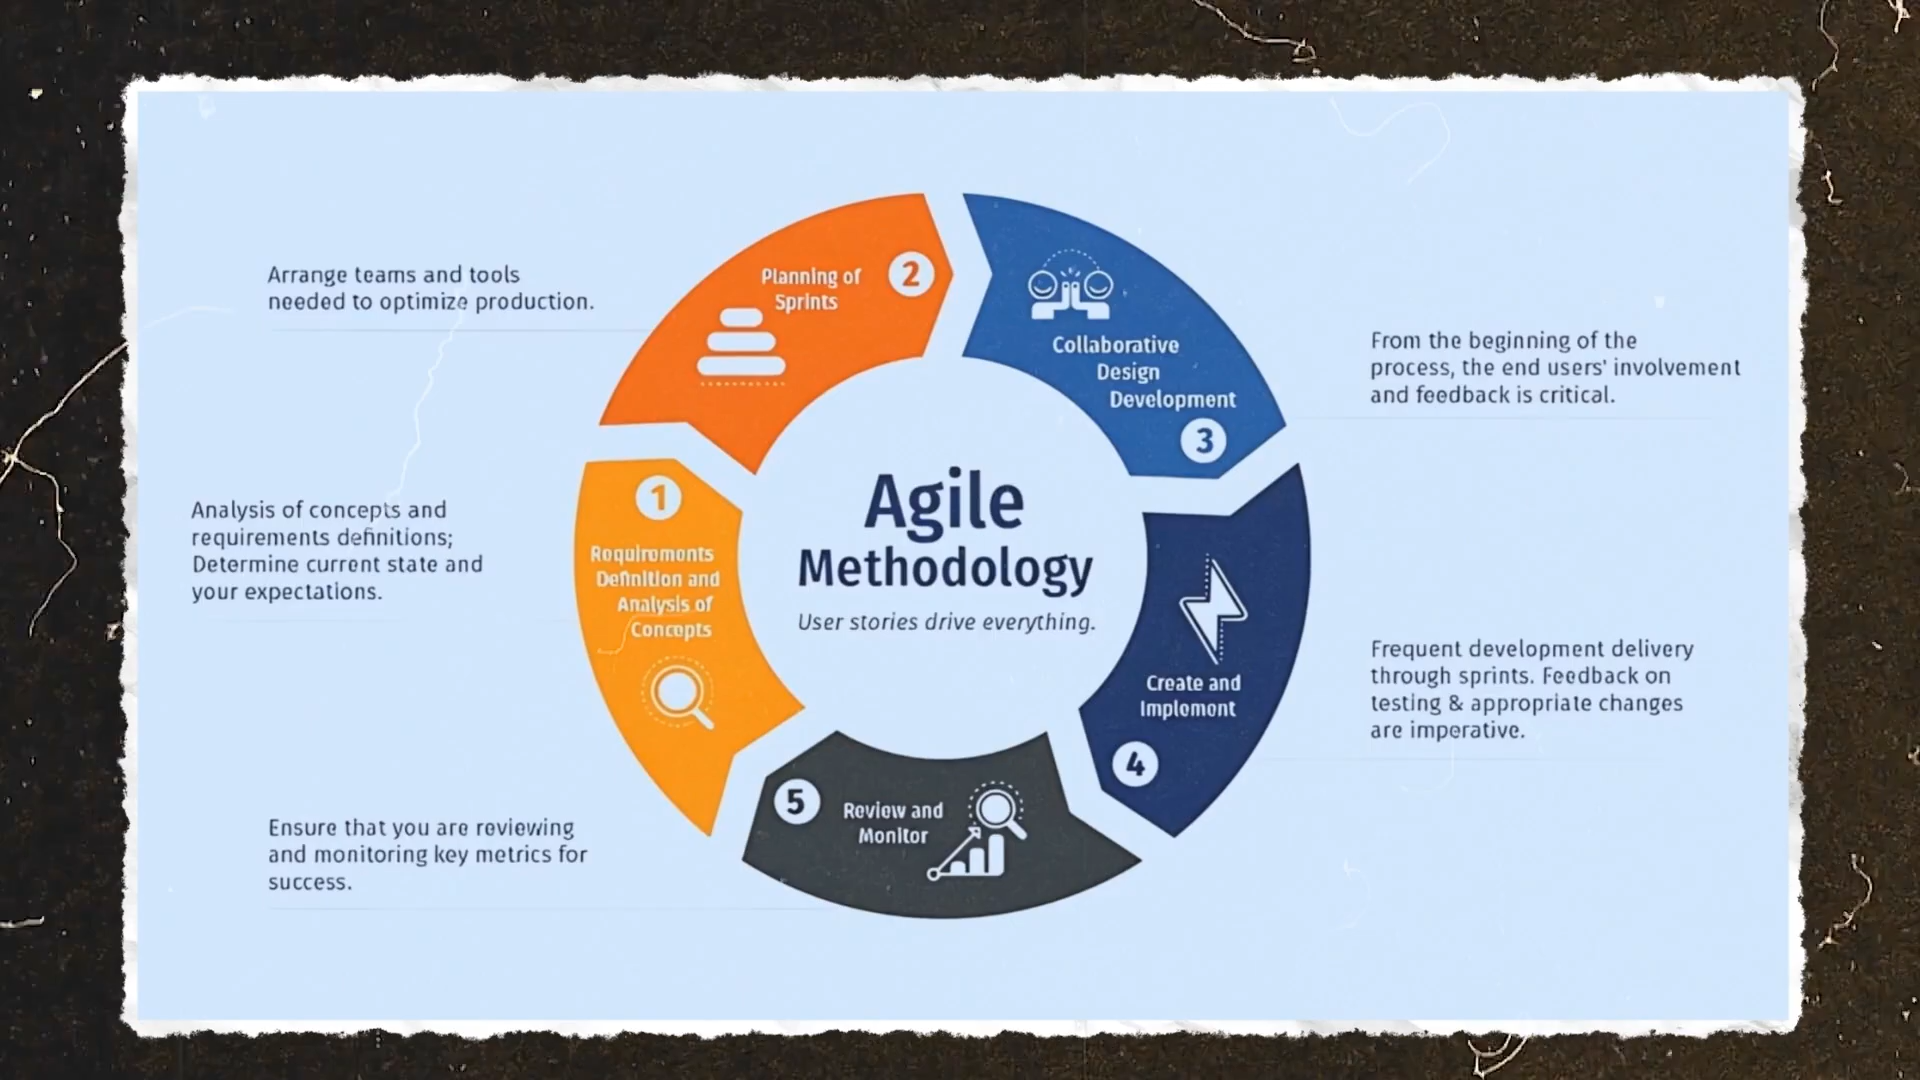 Agile
Methodology
User stories drive everything.
1
Requirements
Definition and
Analysis of
Concepts
Analysis of concepts and
requirements definitions;
Determine current state and
your expectations.
2
Planning of
Sprints
Arrange teams and tools
needed to optimize production.
Collaborative
Design
Development
3
From the beginning of the
process, the end users' involvement
and feedback is critical.
Create and
Implement
4
Frequent development delivery
through sprints. Feedback on
testing & appropriate changes
are imperative.
5
Review and
Monitor
Ensure that you are reviewing
and monitoring key metrics for
success.